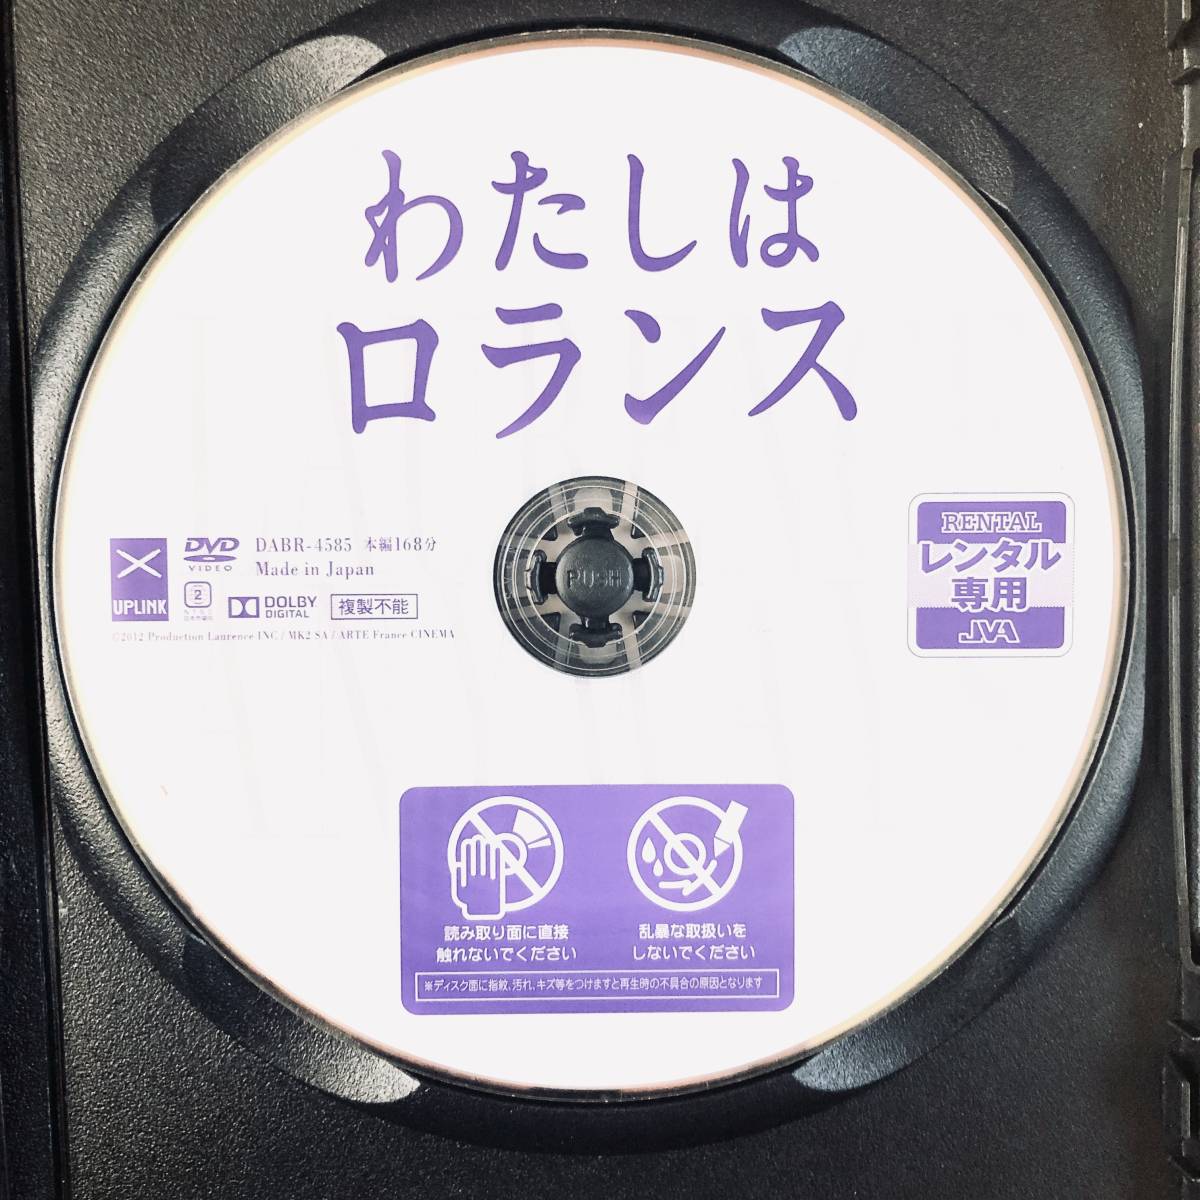 わたしは
ロランス
UPLINK
DVD
VIDEO
DABR-4585 本編168分
Made in Japan
2
DOLBY
DIGITAL
複製不能
©2012 Production Laurence INC / MK2 SA / ARTE France CINEMA
PUSH
RENTAL
レンタル
専用
JVA
読み取り面に直接
触れないでください
乱暴な取扱いを
しないでください
※ディスク面に指紋,汚れ,キズ等をつけますと再生時の不具合の原因となります